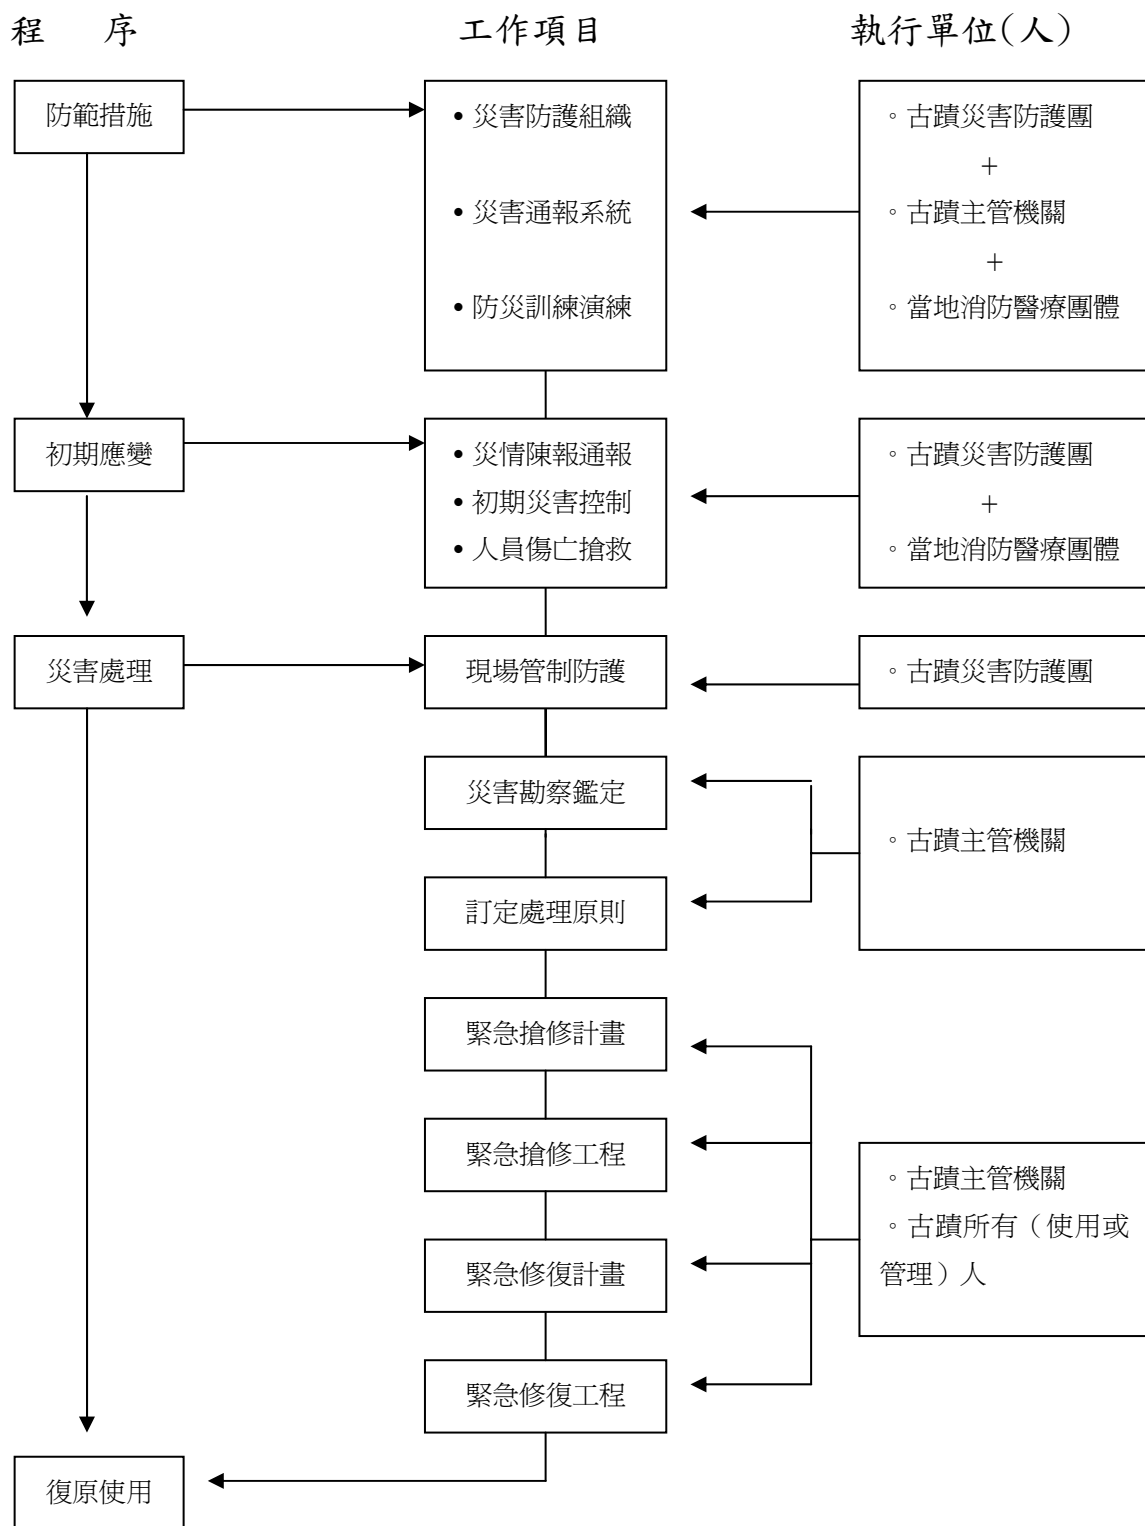 程 序 工作項目 執行單位(人)
防範措施
• 災害防護組織
• 災害通報系統
• 防災訓練演練
。古蹟災害防護團
+
。古蹟主管機關
+
。當地消防醫療團體
初期應變
• 災情陳報通報
• 初期災害控制
• 人員傷亡搶救
。古蹟災害防護團
+
。當地消防醫療團體
災害處理
現場管制防護
。古蹟災害防護團
災害勘察鑑定
。古蹟主管機關
訂定處理原則
緊急搶修計畫
緊急搶修工程
。古蹟主管機關
。古蹟所有（使用或
管理）人
緊急修復計畫
緊急修復工程
復原使用